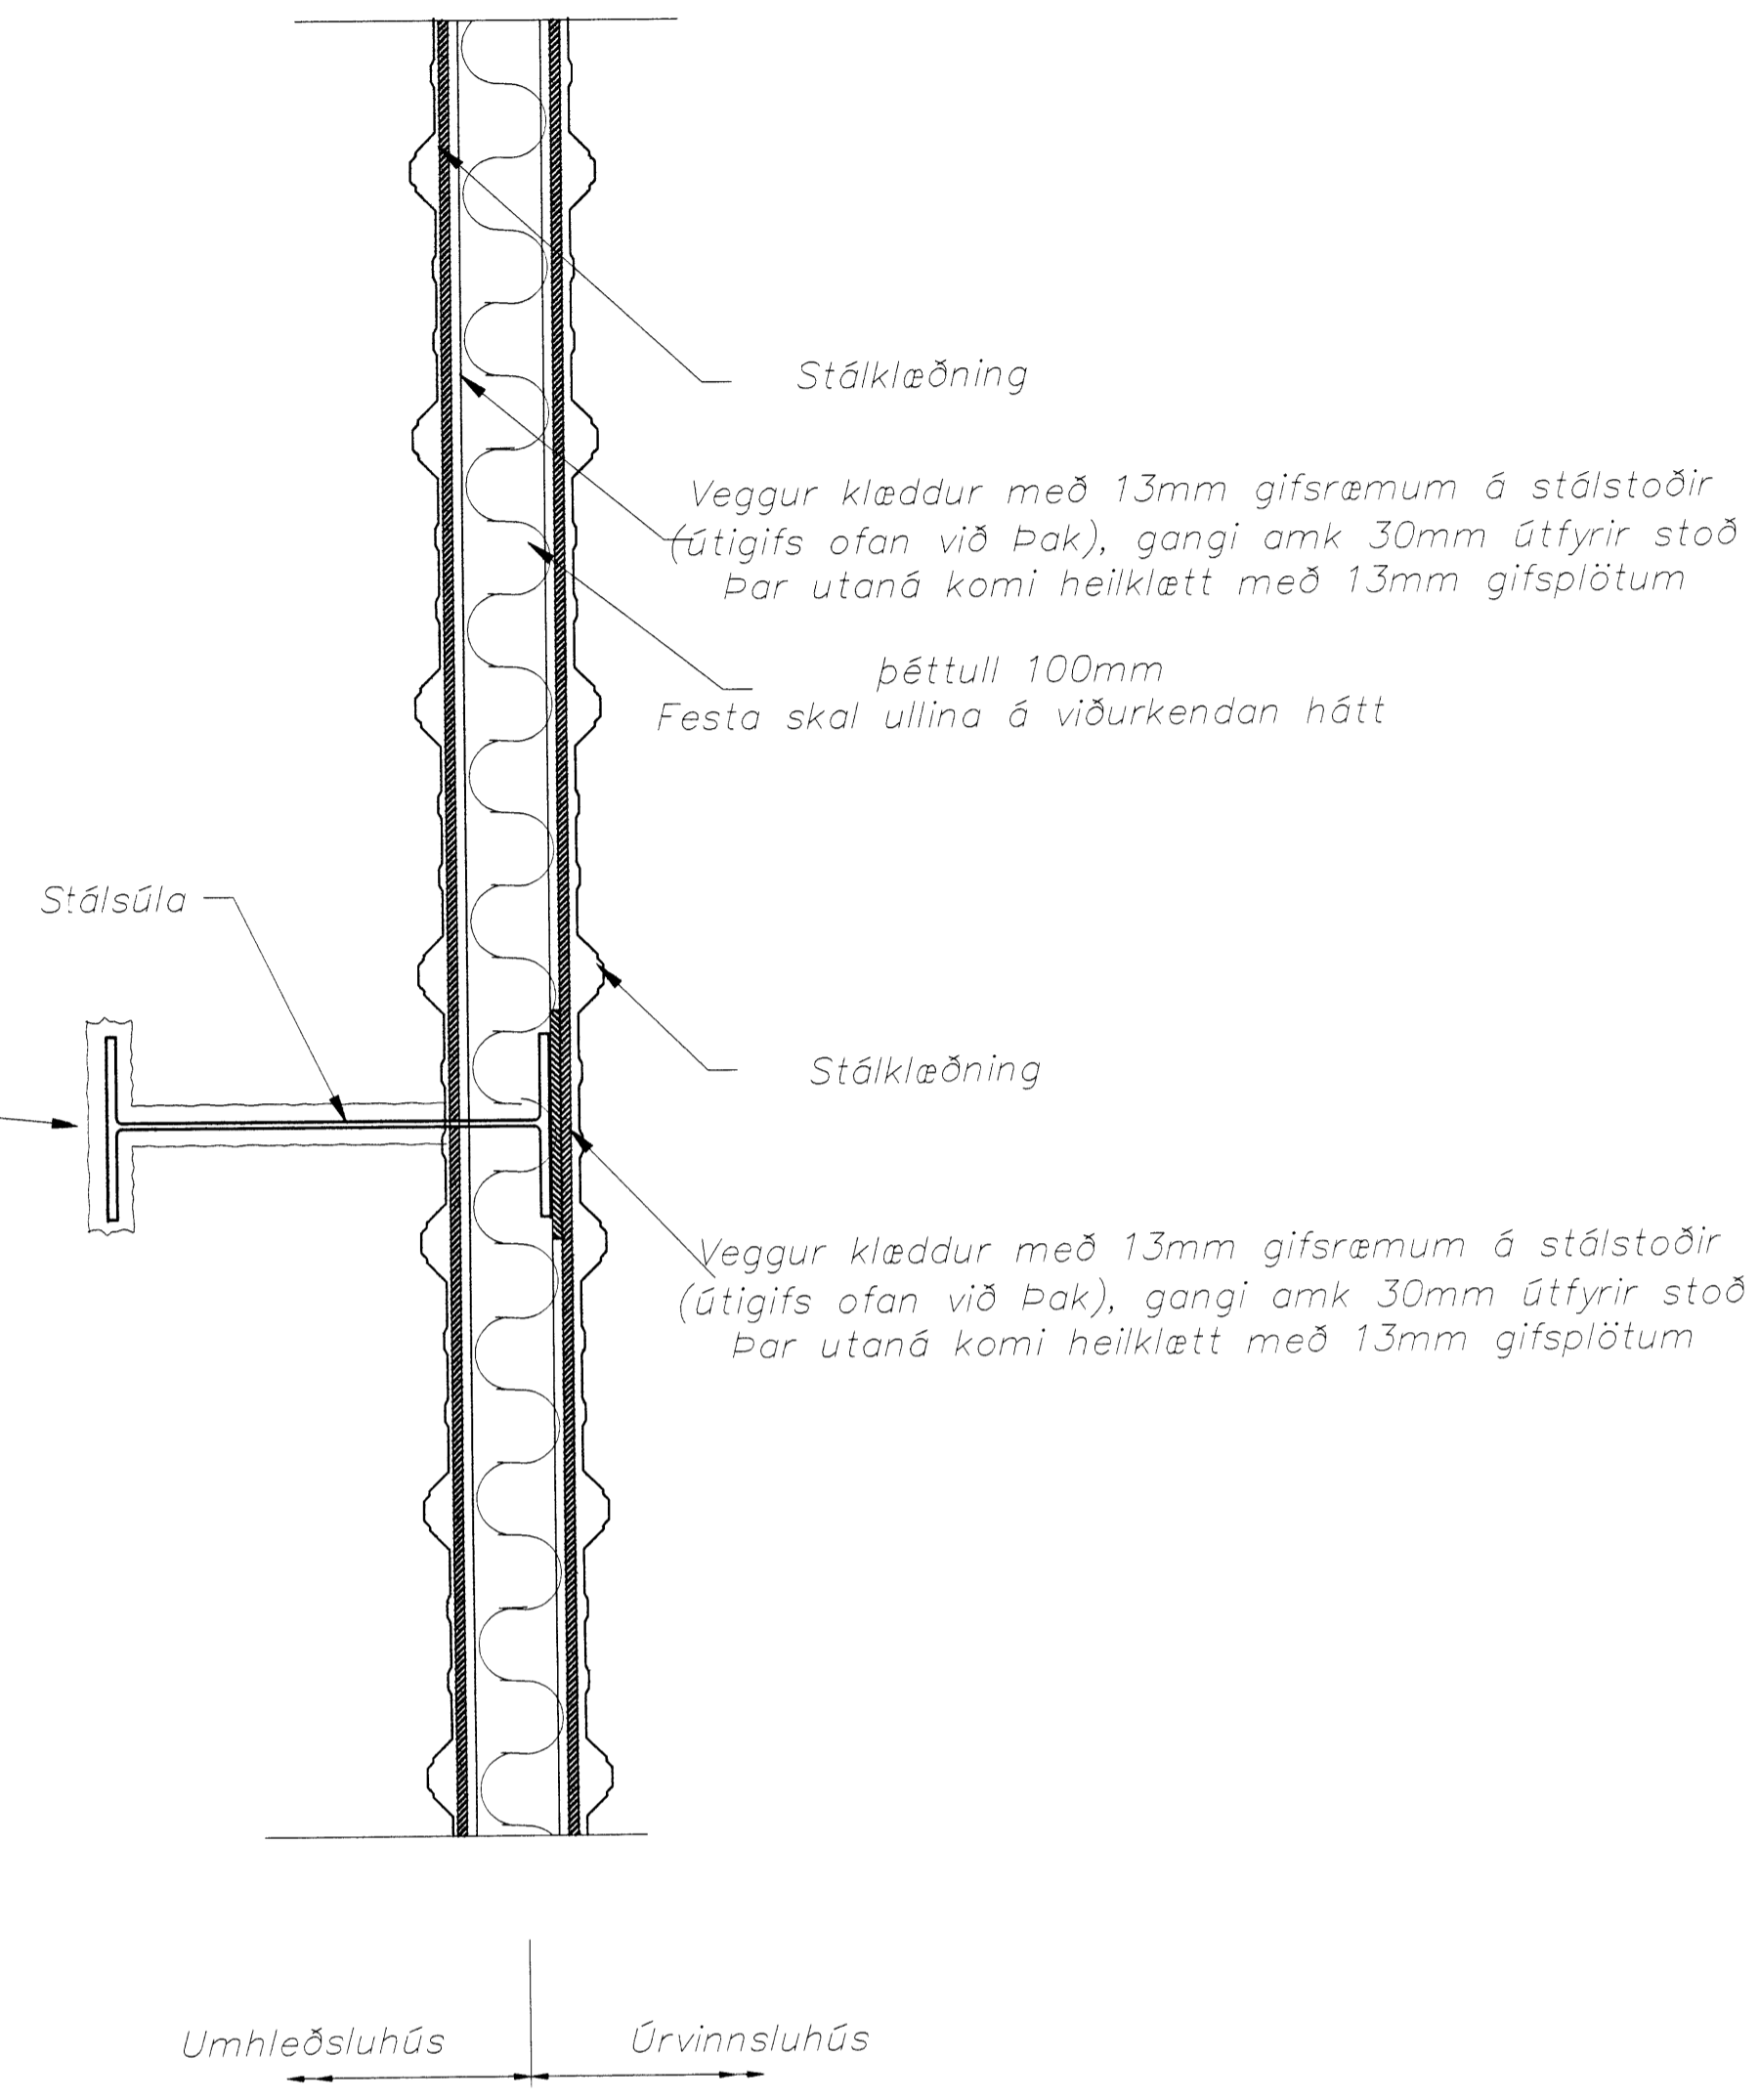 Stálklæðning
Veggur klæddur með 13mm gifsræmum á stálstoðir
(útigifs ofan við Þak), gangi amk 30mm útfyrir stoð
Þar utaná komi heilklætt með 13mm gifsplötum
þéttull 100mm
Festa skal ullina á viðurkendan hátt
Stálsúla
Stálklæðning
Veggur klæddur með 13mm gifsræmum á stálstoðir
(útigifs ofan við Þak), gangi amk 30mm útfyrir stoð
Þar utaná komi heilklætt með 13mm gifsplötum
Umhleðsluhús
Úrvinnsluhús